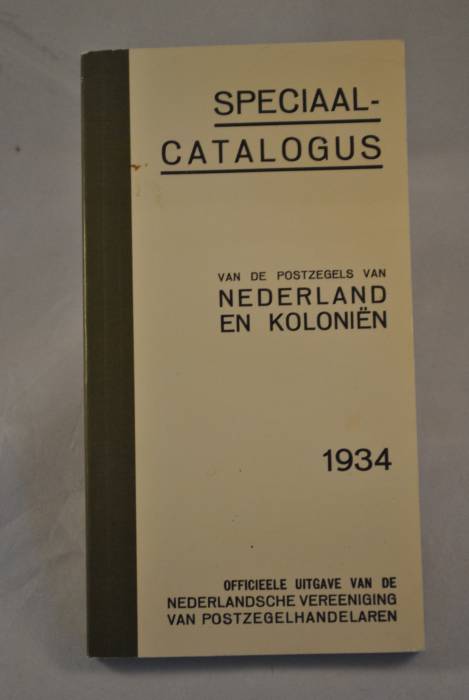 SPECIAAL-
CATALOGUS
VAN DE POSTZEGELS VAN
NEDERLAND
EN KOLONIËN
1934
OFFICIEELE UITGAVE VAN DE
NEDERLANDSCHE VEREENIGING
VAN POSTZEGELHANDELAREN